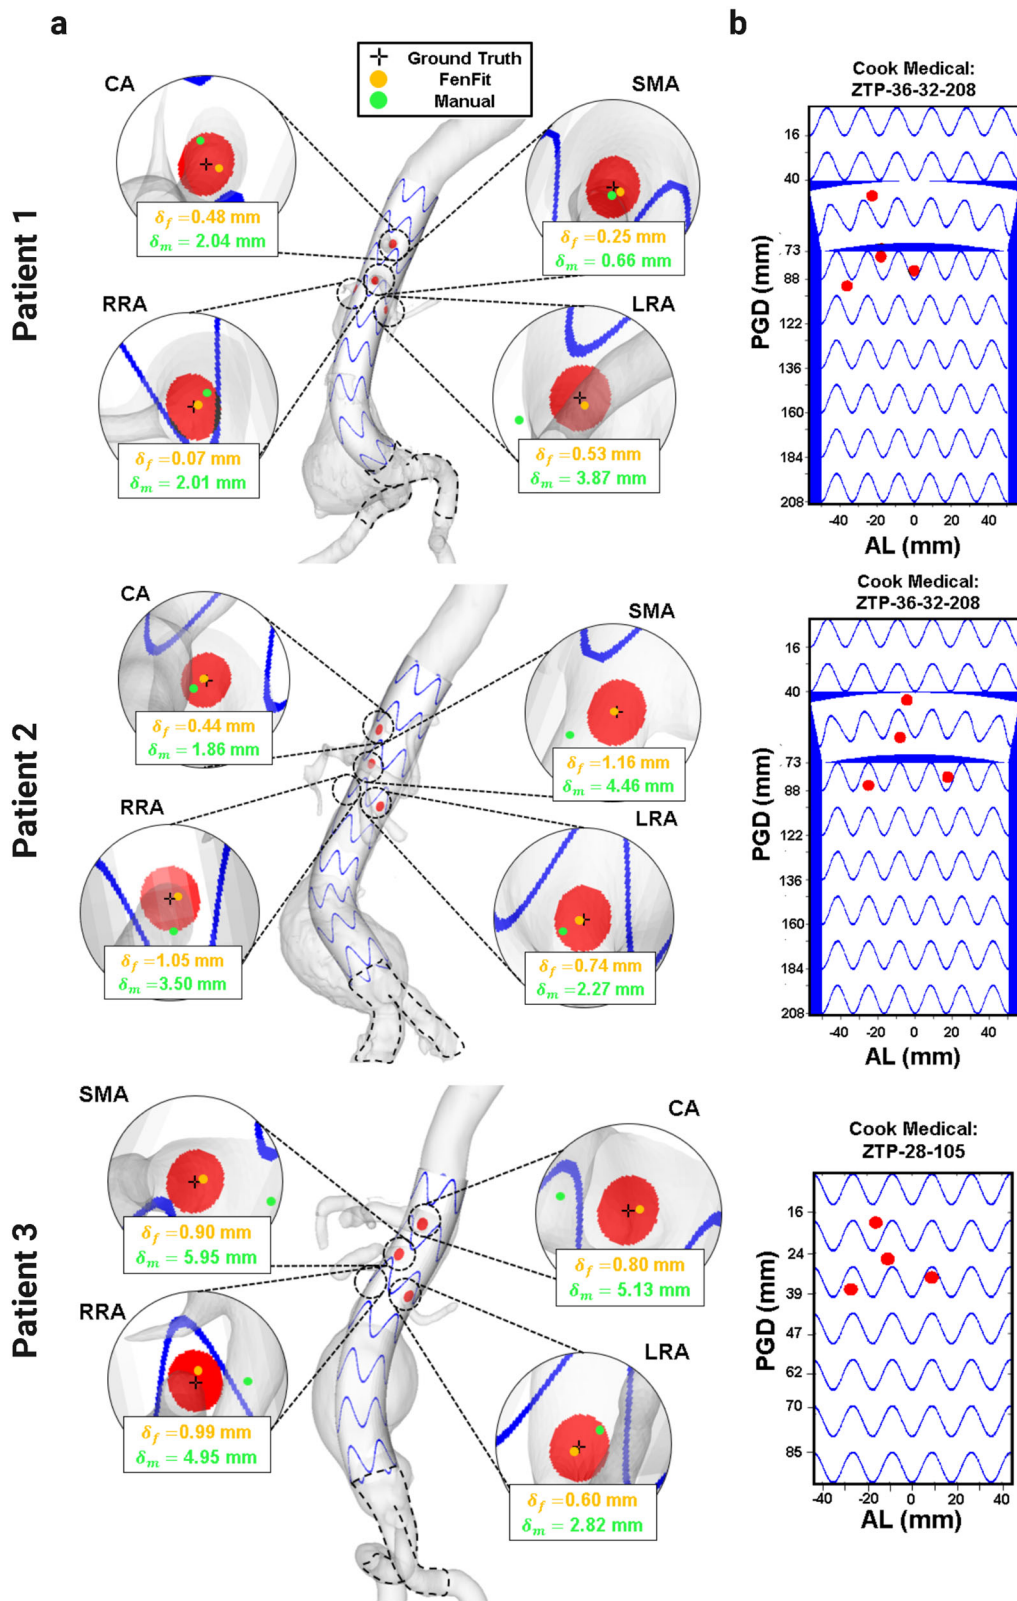 a
b
Ground Truth
FenFit
Manual
Patient 1
CA
δf =0.48 mm
δm = 2.04 mm
SMA
δf =0.25 mm
δm = 0.66 mm
RRA
δf =0.07 mm
δm = 2.01 mm
LRA
δf =0.53 mm
δm = 3.87 mm
Cook Medical:
ZTP-36-32-208
PGD (mm)
16
40
73
88
122
136
160
184
208
-40 -20 0 20 40
AL (mm)
Patient 2
CA
δf =0.44 mm
δm = 1.86 mm
SMA
δf =1.16 mm
δm = 4.46 mm
RRA
δf =1.05 mm
δm =3.50 mm
LRA
δf =0.74 mm
δm =2.27 mm
Cook Medical:
ZTP-36-32-208
PGD (mm)
16
40
73
88
122
136
160
184
208
-40 -20 0 20 40
AL (mm)
Patient 3
SMA
δf =0.90 mm
δm = 5.95 mm
CA
δf =0.80 mm
δm = 5.13 mm
RRA
δf =0.99 mm
δm = 4.95 mm
LRA
δf =0.60 mm
δm = 2.82 mm
Cook Medical:
ZTP-28-105
PGD (mm)
16
24
39
47
62
70
85
-40 -20 0 20 40
AL (mm)